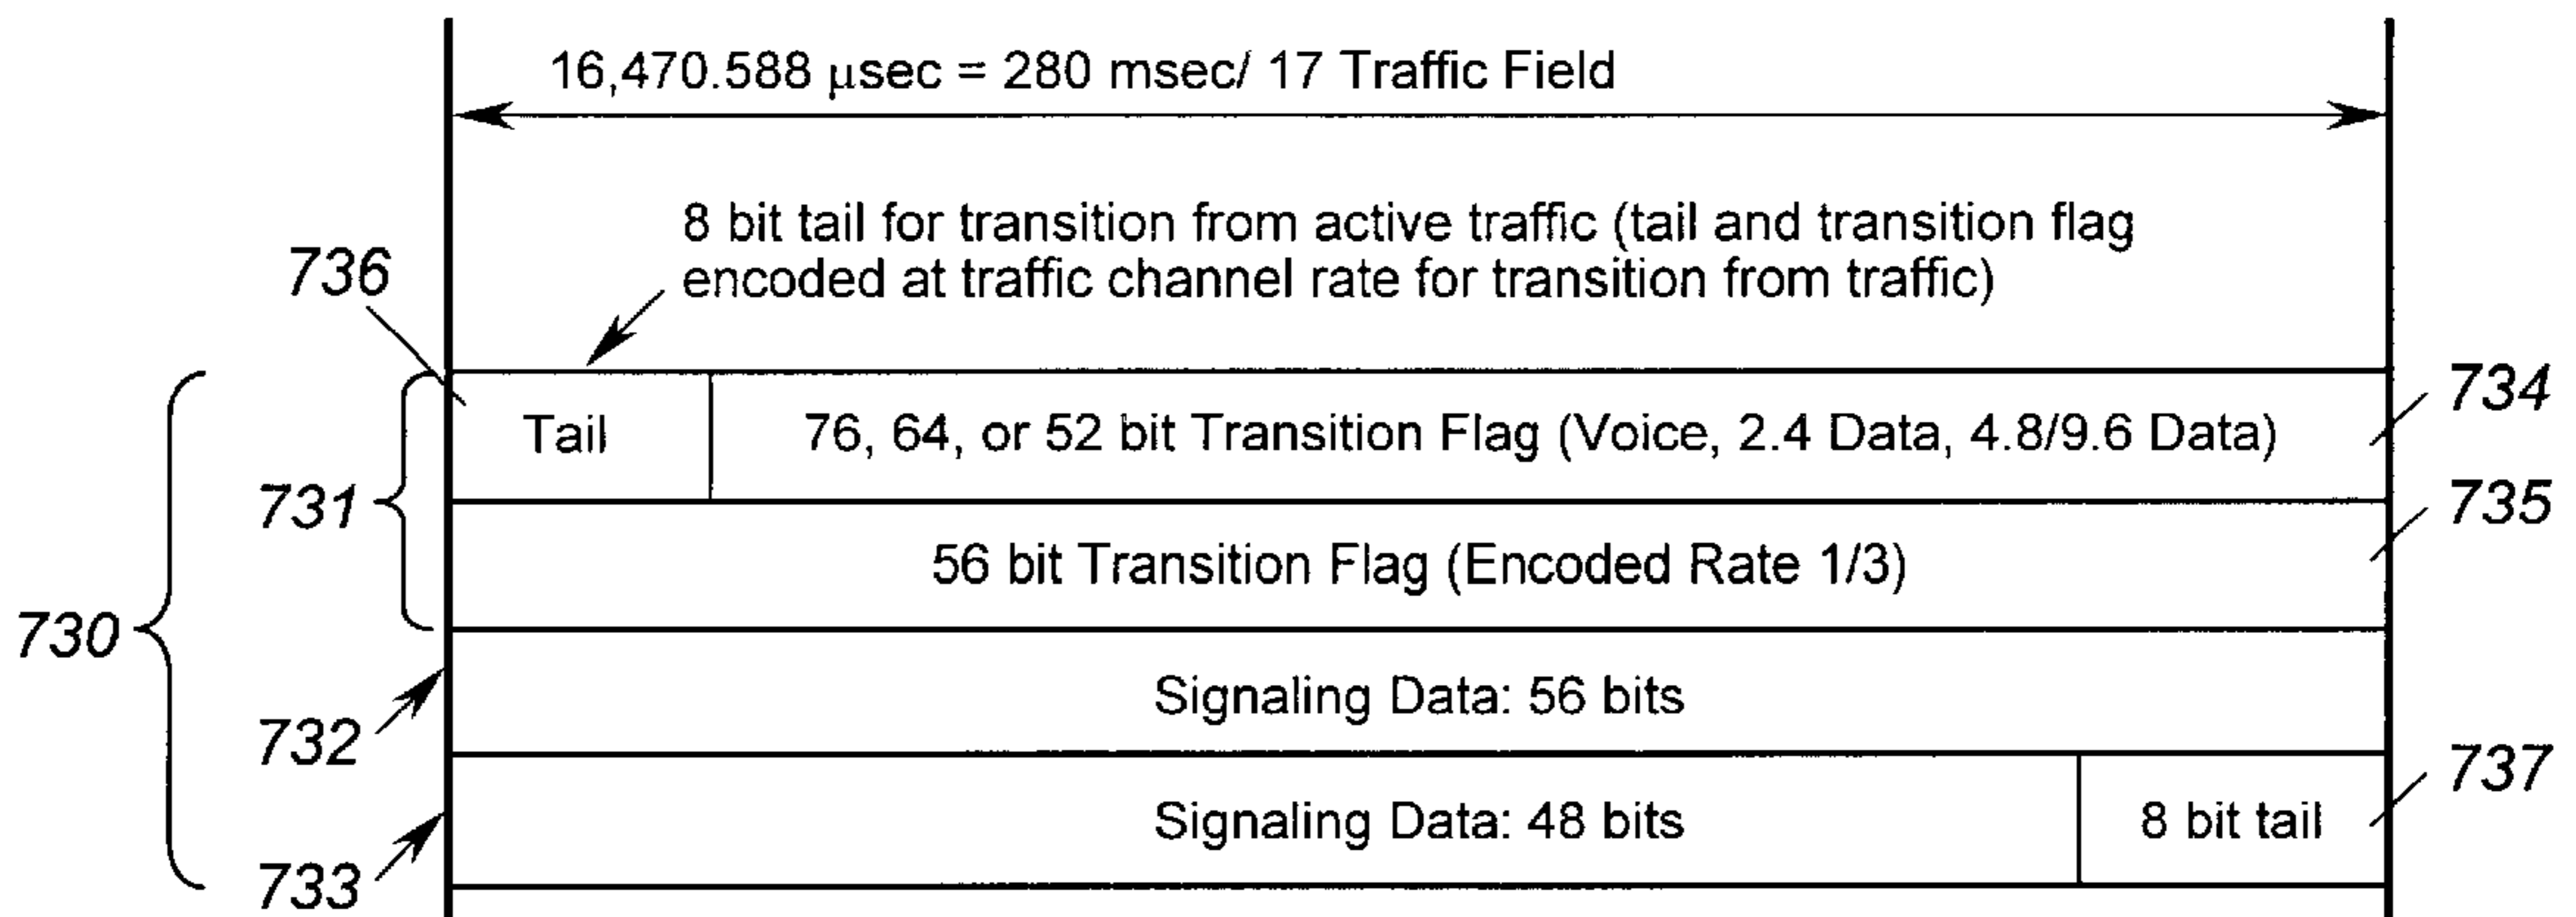 16,470.588 μsec = 280 msec/ 17 Traffic Field
8 bit tail for transition from active traffic (tail and transition flag
encoded at traffic channel rate for transition from traffic)
736
734
Tail
76, 64, or 52 bit Transition Flag (Voice, 2.4 Data, 4.8/9.6 Data)
731
735
56 bit Transition Flag (Encoded Rate 1/3)
730
Signaling Data: 56 bits
732
737
Signaling Data: 48 bits
8 bit tail
733